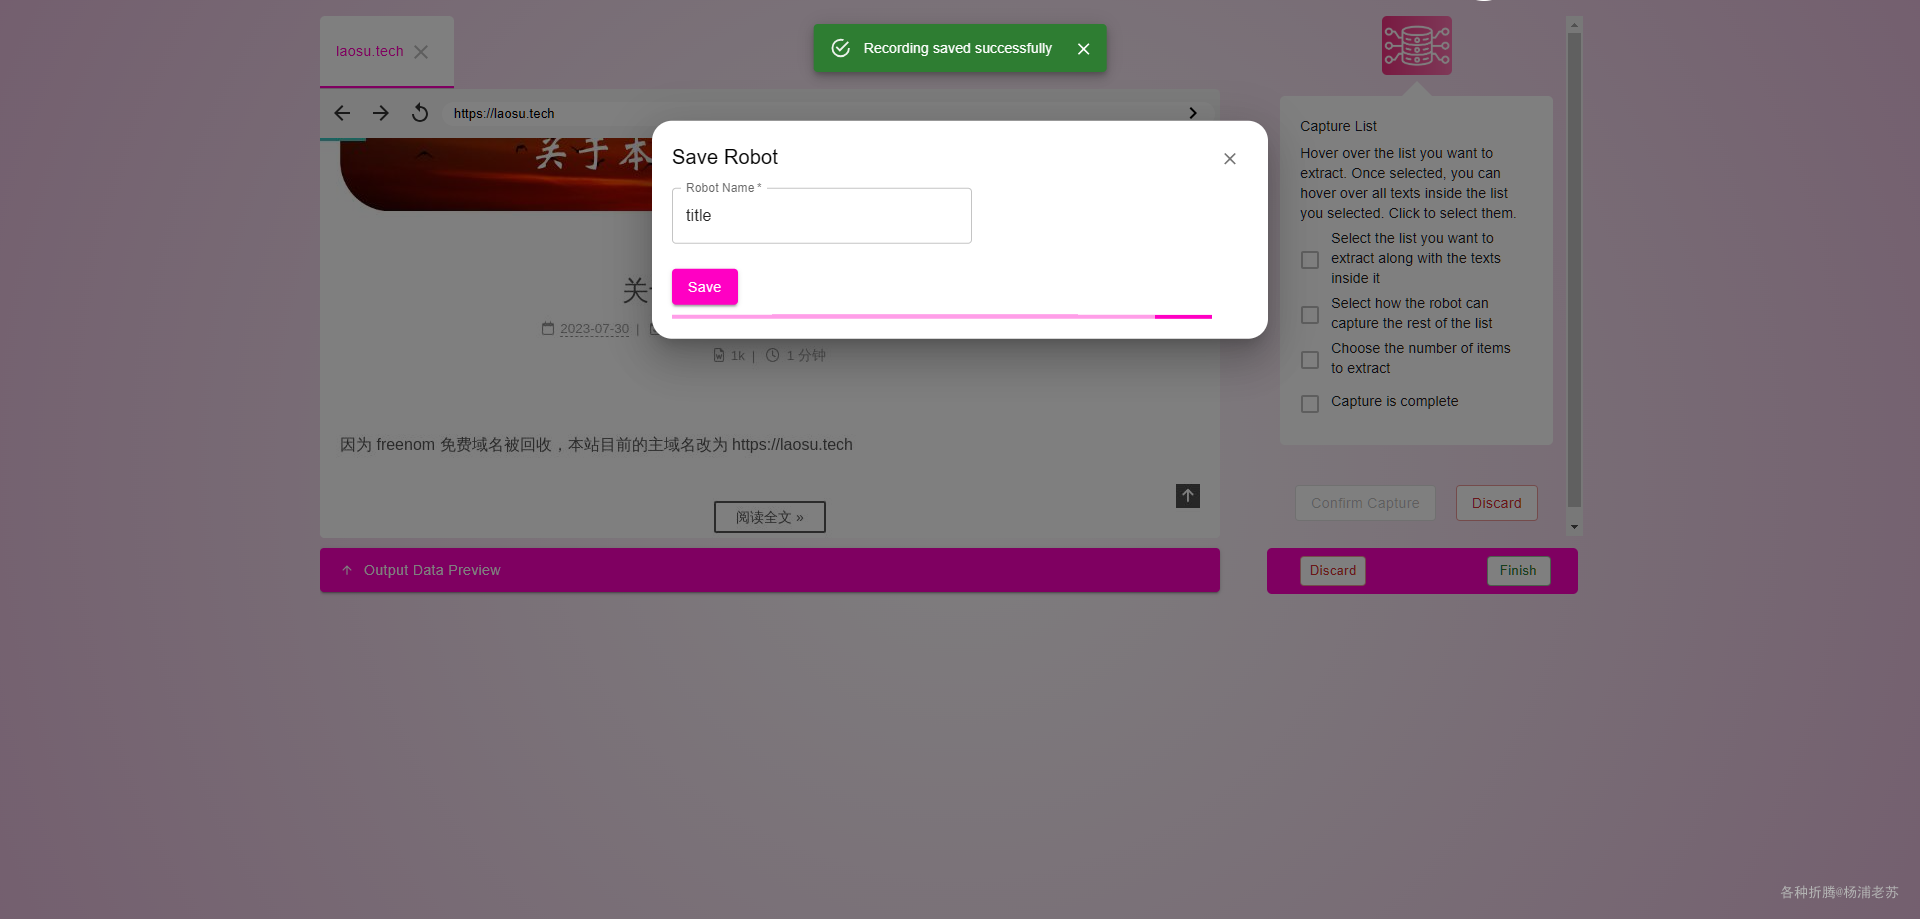 laosu.tech
Recording saved successfully
https://laosu.tech
关于本
Save Robot
Robot Name *
title
Save
关
2023-07-30 |
1k | 1 分钟
因为 freenom 免费域名被回收，本站目前的主域名改为 https://laosu.tech
阅读全文 »
Output Data Preview
Capture List
Hover over the list you want to
extract. Once selected, you can
hover over all texts inside the list
you selected. Click to select them.
Select the list you want to
extract along with the texts
inside it
Select how the robot can
capture the rest of the list
Choose the number of items
to extract
Capture is complete
Confirm Capture
Discard
Discard
Finish
各种折腾@杨浦老苏